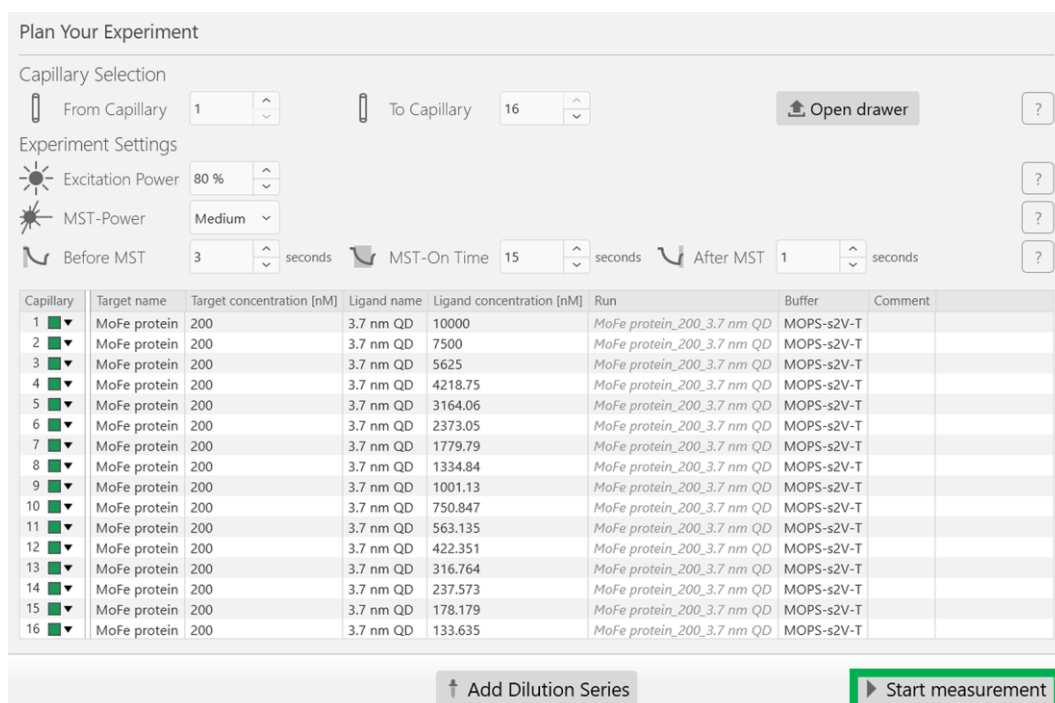 Plan Your Experiment
Capillary Selection
From Capillary 1 To Capillary 16 Open drawer ?
Experiment Settings
Excitation Power 80 % ?
MST-Power Medium ?
Before MST 3 seconds MST-On Time 15 seconds After MST 1 seconds ?
Capillary Target name Target concentration [nM] Ligand name Ligand concentration [nM] Run Buffer Comment
1 MoFe protein 200 3.7 nm QD 10000 MoFe protein_200_3.7 nm QD MOPS-s2V-T
2 MoFe protein 200 3.7 nm QD 7500 MoFe protein_200_3.7 nm QD MOPS-s2V-T
3 MoFe protein 200 3.7 nm QD 5625 MoFe protein_200_3.7 nm QD MOPS-s2V-T
4 MoFe protein 200 3.7 nm QD 4218.75 MoFe protein_200_3.7 nm QD MOPS-s2V-T
5 MoFe protein 200 3.7 nm QD 3164.06 MoFe protein_200_3.7 nm QD MOPS-s2V-T
6 MoFe protein 200 3.7 nm QD 2373.05 MoFe protein_200_3.7 nm QD MOPS-s2V-T
7 MoFe protein 200 3.7 nm QD 1779.79 MoFe protein_200_3.7 nm QD MOPS-s2V-T
8 MoFe protein 200 3.7 nm QD 1334.84 MoFe protein_200_3.7 nm QD MOPS-s2V-T
9 MoFe protein 200 3.7 nm QD 1001.13 MoFe protein_200_3.7 nm QD MOPS-s2V-T
10 MoFe protein 200 3.7 nm QD 750.847 MoFe protein_200_3.7 nm QD MOPS-s2V-T
11 MoFe protein 200 3.7 nm QD 563.135 MoFe protein_200_3.7 nm QD MOPS-s2V-T
12 MoFe protein 200 3.7 nm QD 422.351 MoFe protein_200_3.7 nm QD MOPS-s2V-T
13 MoFe protein 200 3.7 nm QD 316.764 MoFe protein_200_3.7 nm QD MOPS-s2V-T
14 MoFe protein 200 3.7 nm QD 237.573 MoFe protein_200_3.7 nm QD MOPS-s2V-T
15 MoFe protein 200 3.7 nm QD 178.179 MoFe protein_200_3.7 nm QD MOPS-s2V-T
16 MoFe protein 200 3.7 nm QD 133.635 MoFe protein_200_3.7 nm QD MOPS-s2V-T
Add Dilution Series Start measurement